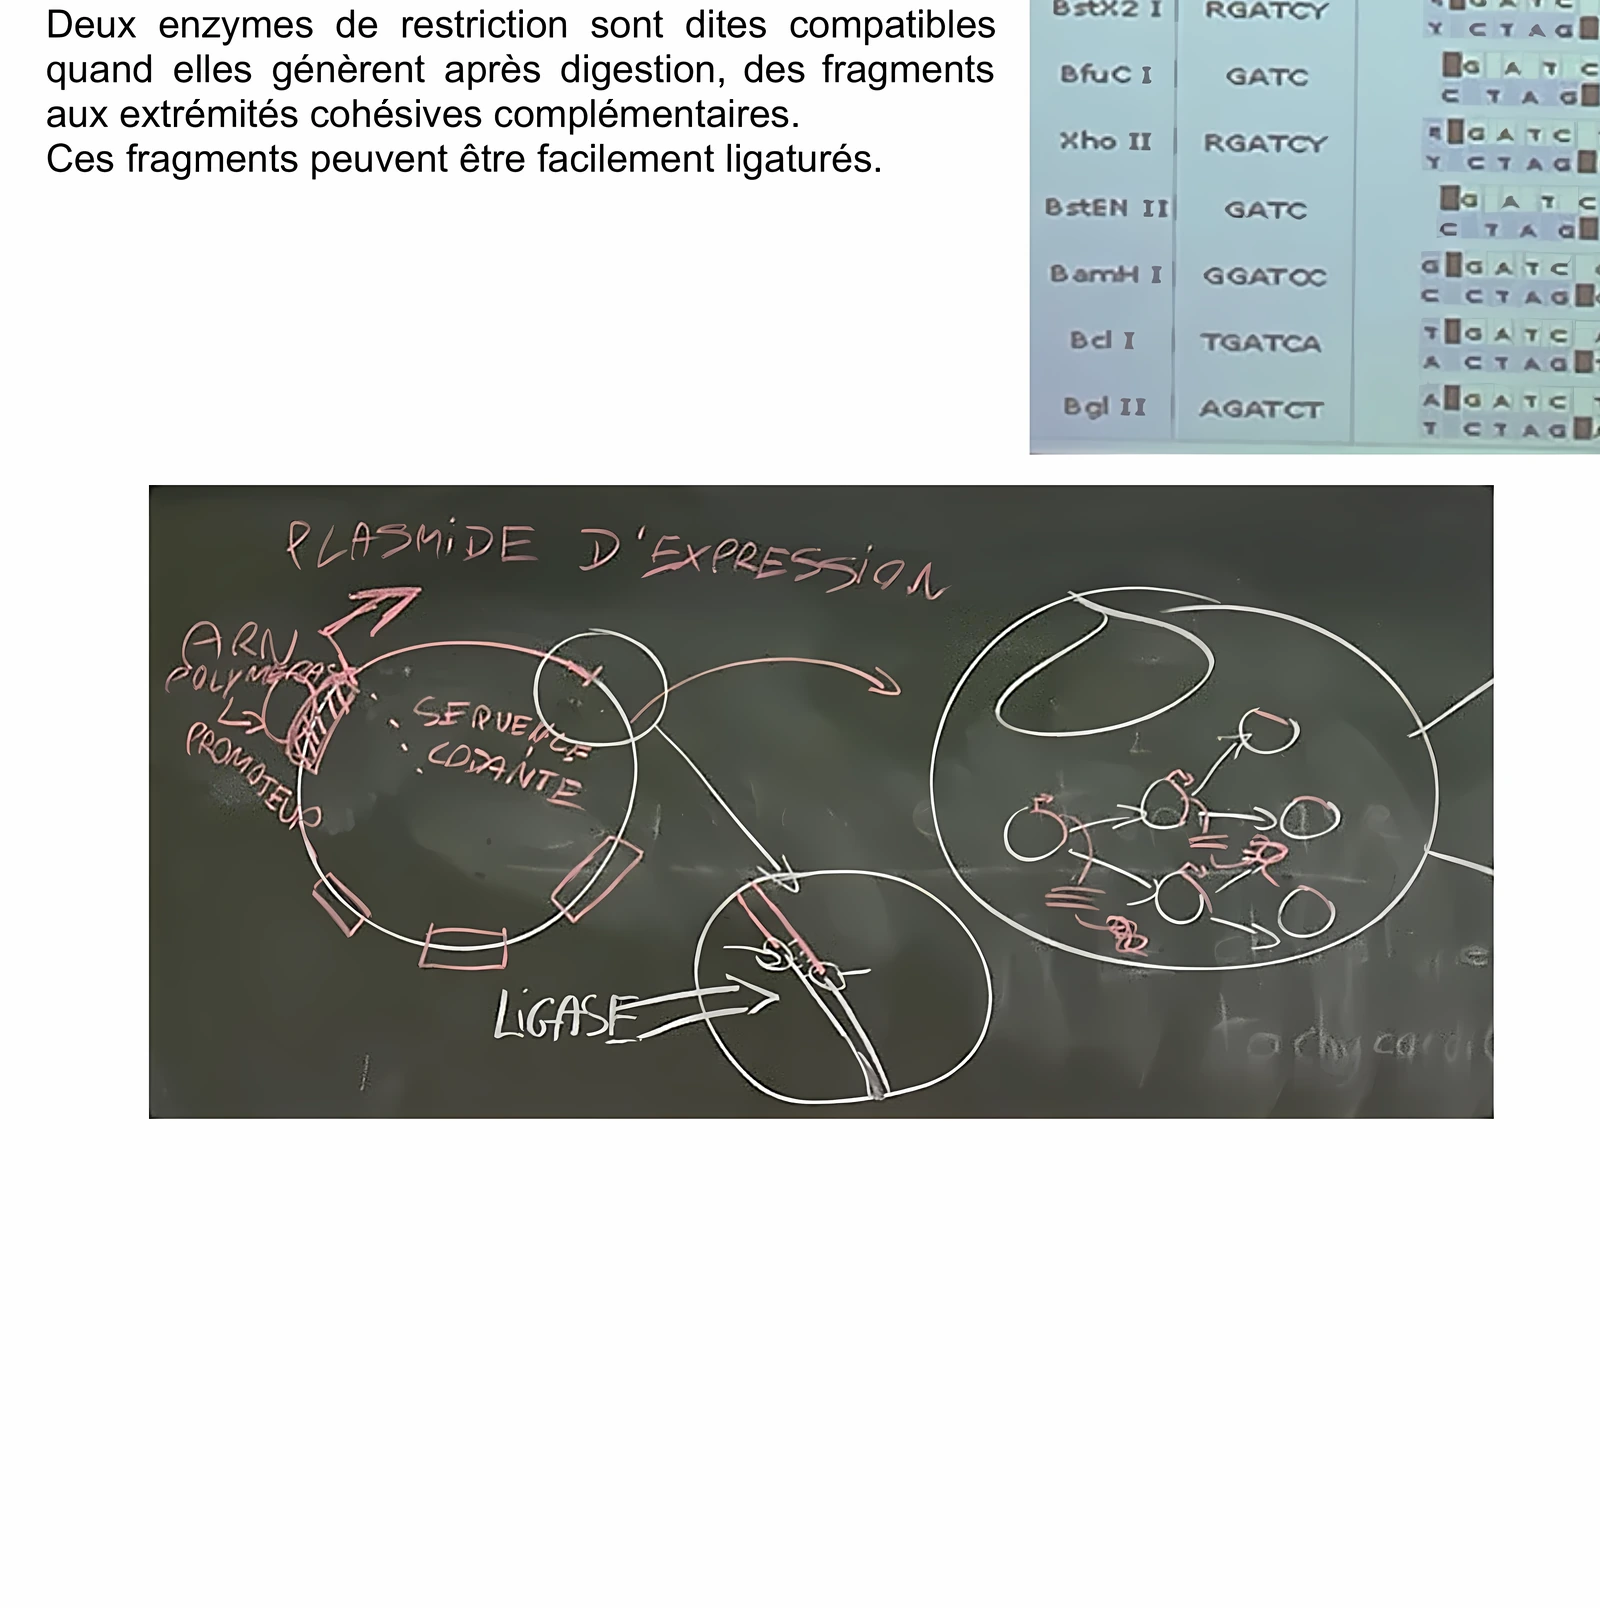 Deux enzymes de restriction sont dites compatibles
quand elles génèrent après digestion, des fragments
aux extrémités cohésives complémentaires.
Ces fragments peuvent être facilement ligaturés.
BstX2 I RGATCY
Y C T A G
BfuC I GATC G A T C
C T A G
Xho II RGATCY R G A T C
Y C T A G
BstEN II GATC G A T C
C T A G
BamH I GGATCC G G A T C
C C T A G
Bcl I TGATCA T G A T C
A C T A G
Bgl II AGATCT A G A T C
T C T A G
PLASMiDE D'EXPRESSiON
ARN
POLYMERASE
PROMOTEUR
SEQUENCE
CODANTE
LiGASE
tachycardi